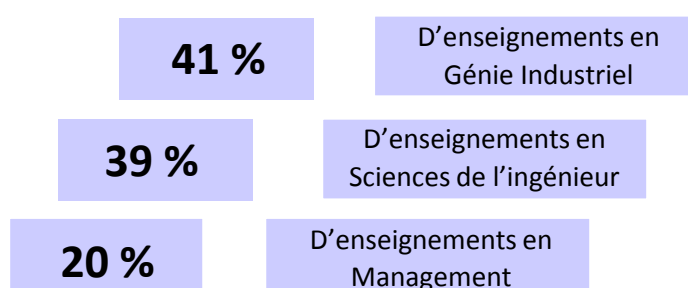 41 %
D’enseignements en
Génie Industriel
39 %
D’enseignements en
Sciences de l’ingénieur
20 %
D’enseignements en
Management